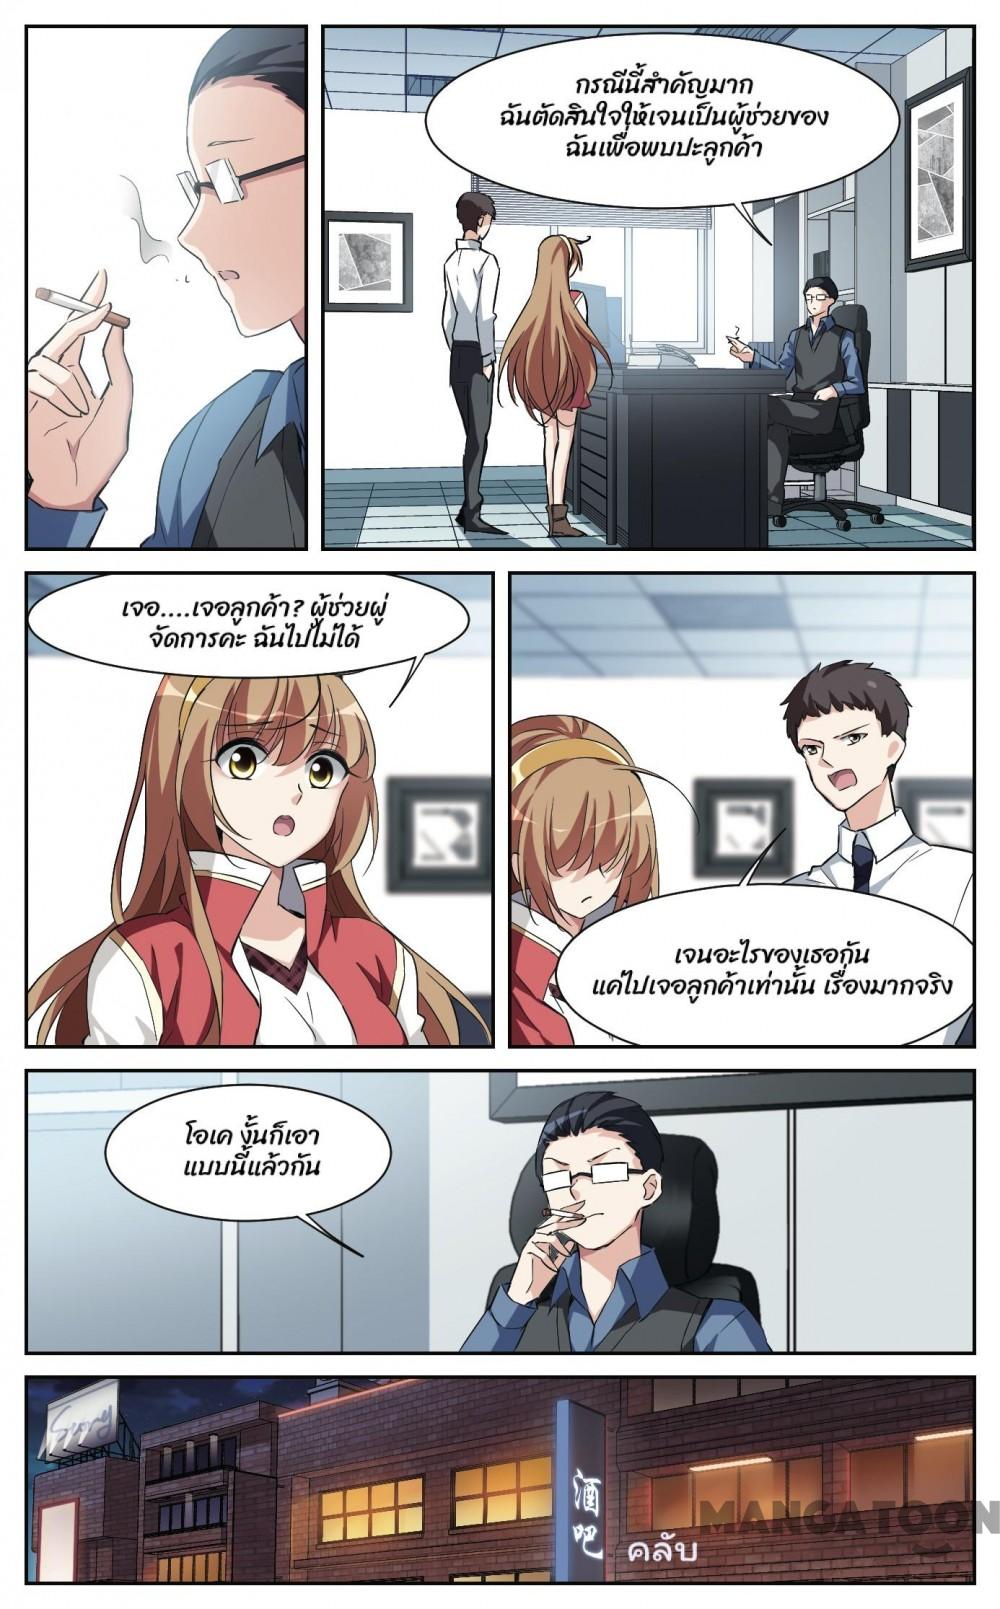 กรณีนี้สำคัญมาก
ฉันตัดสินใจให้เจนเป็นผู้ช่วยของ
ฉันเพื่อพบปะลูกค้า
เจอ....เจอลูกค้า? ผู้ช่วยผู่
จัดการคะ ฉันไปไม่ได้
เจนอะไรของเธอกัน
แค่ไปเจอลูกค้าเท่านั้น เรื่องมากจริง
โอเค งั้นก็เอา
แบบนี้แล้วกัน
酒吧
คลับ
MANGATOON